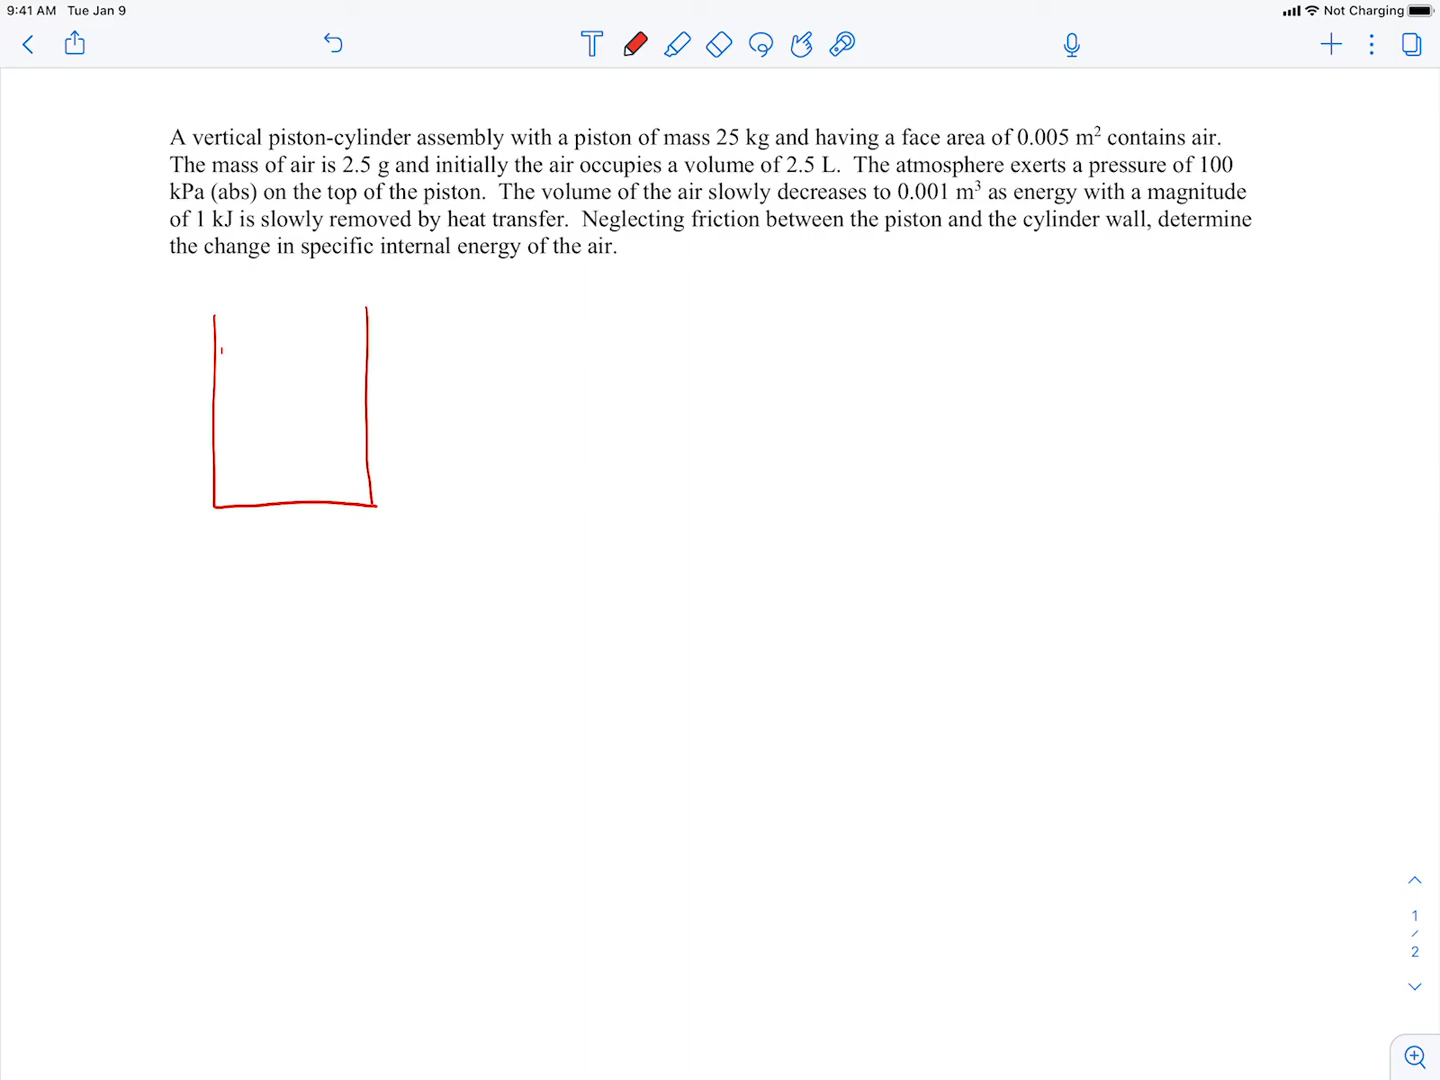 9:41 AM Tue Jan 9
Not Charging
T
A vertical piston-cylinder assembly with a piston of mass 25 kg and having a face area of 0.005 m² contains air.
The mass of air is 2.5 g and initially the air occupies a volume of 2.5 L. The atmosphere exerts a pressure of 100
kPa (abs) on the top of the piston. The volume of the air slowly decreases to 0.001 m³ as energy with a magnitude
of 1 kJ is slowly removed by heat transfer. Neglecting friction between the piston and the cylinder wall, determine
the change in specific internal energy of the air.
1
/
2